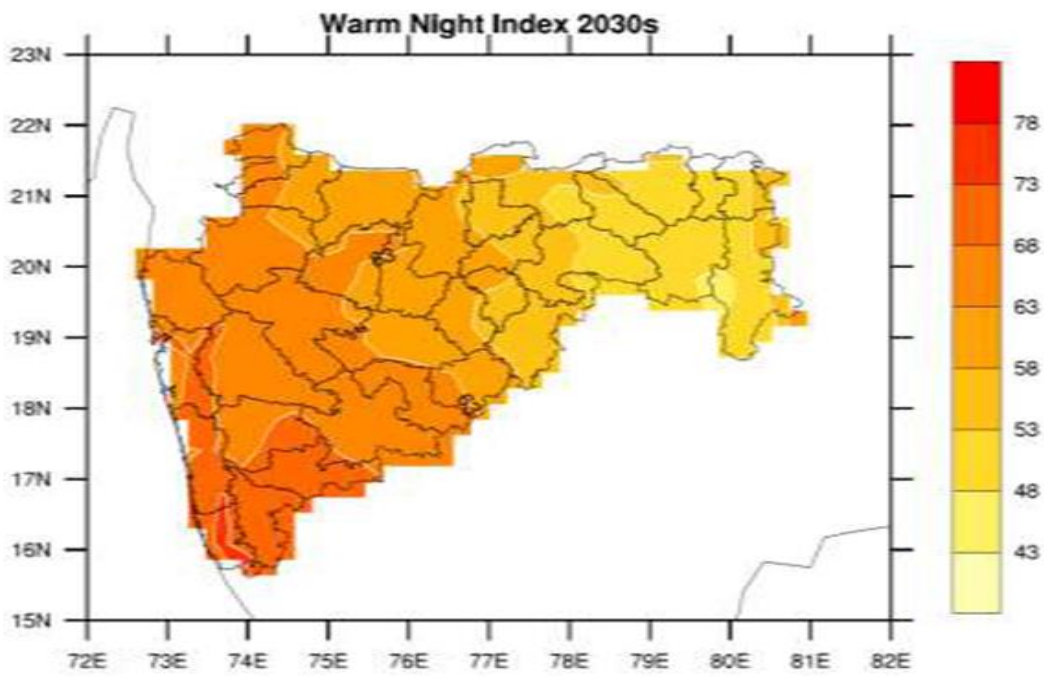 Warm Night Index 2030s
23N
22N
21N
20N
19N
18N
17N
16N
15N
72E 73E 74E 75E 76E 77E 78E 79E 80E 81E 82E
78
73
68
63
58
53
48
43